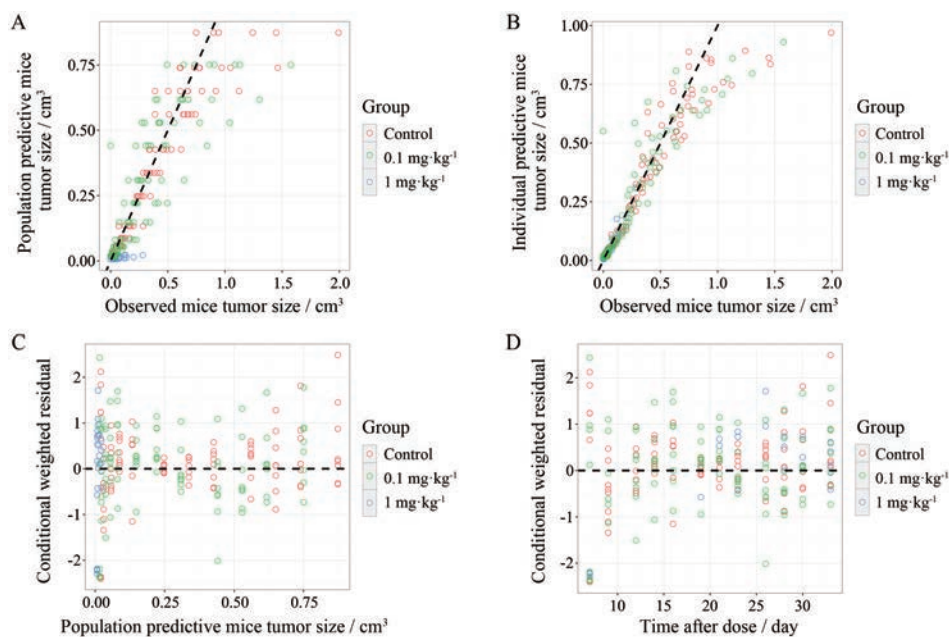 A
Population predictive mice
tumor size / cm³
0.75
0.50
0.25
0.00
0.0 0.5 1.0 1.5 2.0
Observed mice tumor size / cm³
Group
Control
0.1 mg·kg⁻¹
1 mg·kg⁻¹
B
Individual predictive mice
tumor size / cm³
1.00
0.75
0.50
0.25
0.00
0.0 0.5 1.0 1.5 2.0
Observed mice tumor size / cm³
Group
Control
0.1 mg·kg⁻¹
1 mg·kg⁻¹
C
Conditional weighted residual
2
1
0
-1
-2
0.00 0.25 0.50 0.75
Population predictive mice tumor size / cm³
Group
Control
0.1 mg·kg⁻¹
1 mg·kg⁻¹
D
Conditional weighted residual
2
1
0
-1
-2
10 15 20 25 30
Time after dose / day
Group
Control
0.1 mg·kg⁻¹
1 mg·kg⁻¹